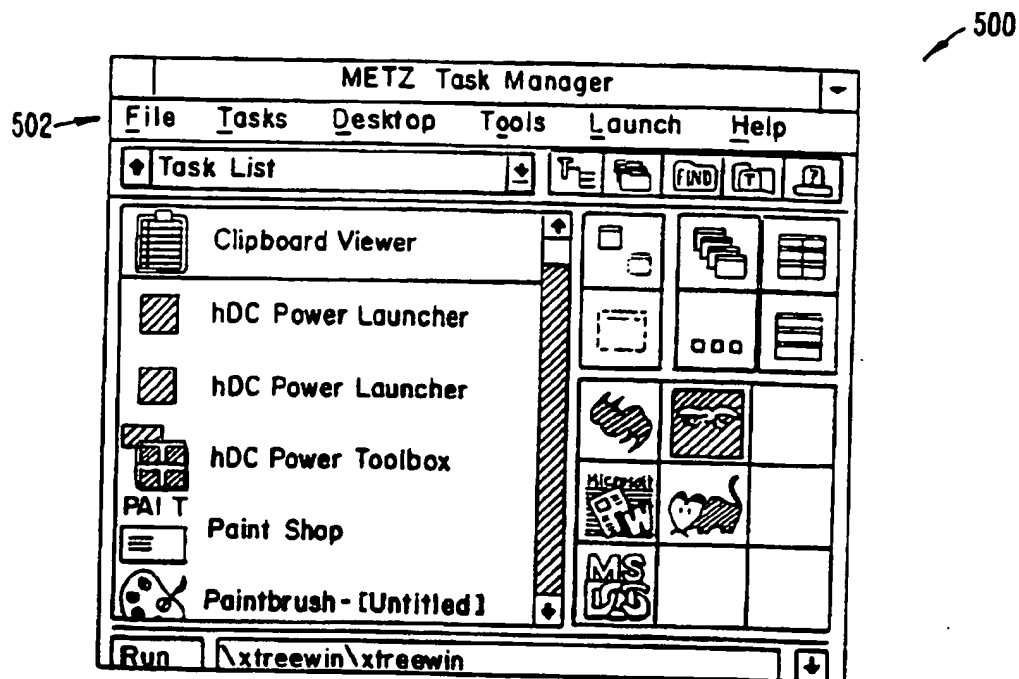 500
METZ Task Manager
502
File Tasks Desktop Tools Launch Help
Task List
FIND
T
?
Clipboard Viewer
hDC Power Launcher
hDC Power Launcher
hDC Power Toolbox
PAI T
Paint Shop
Microsoft
W
MS
DOS
Paintbrush-[Untitled]
Run \xtreewin\xtreewin